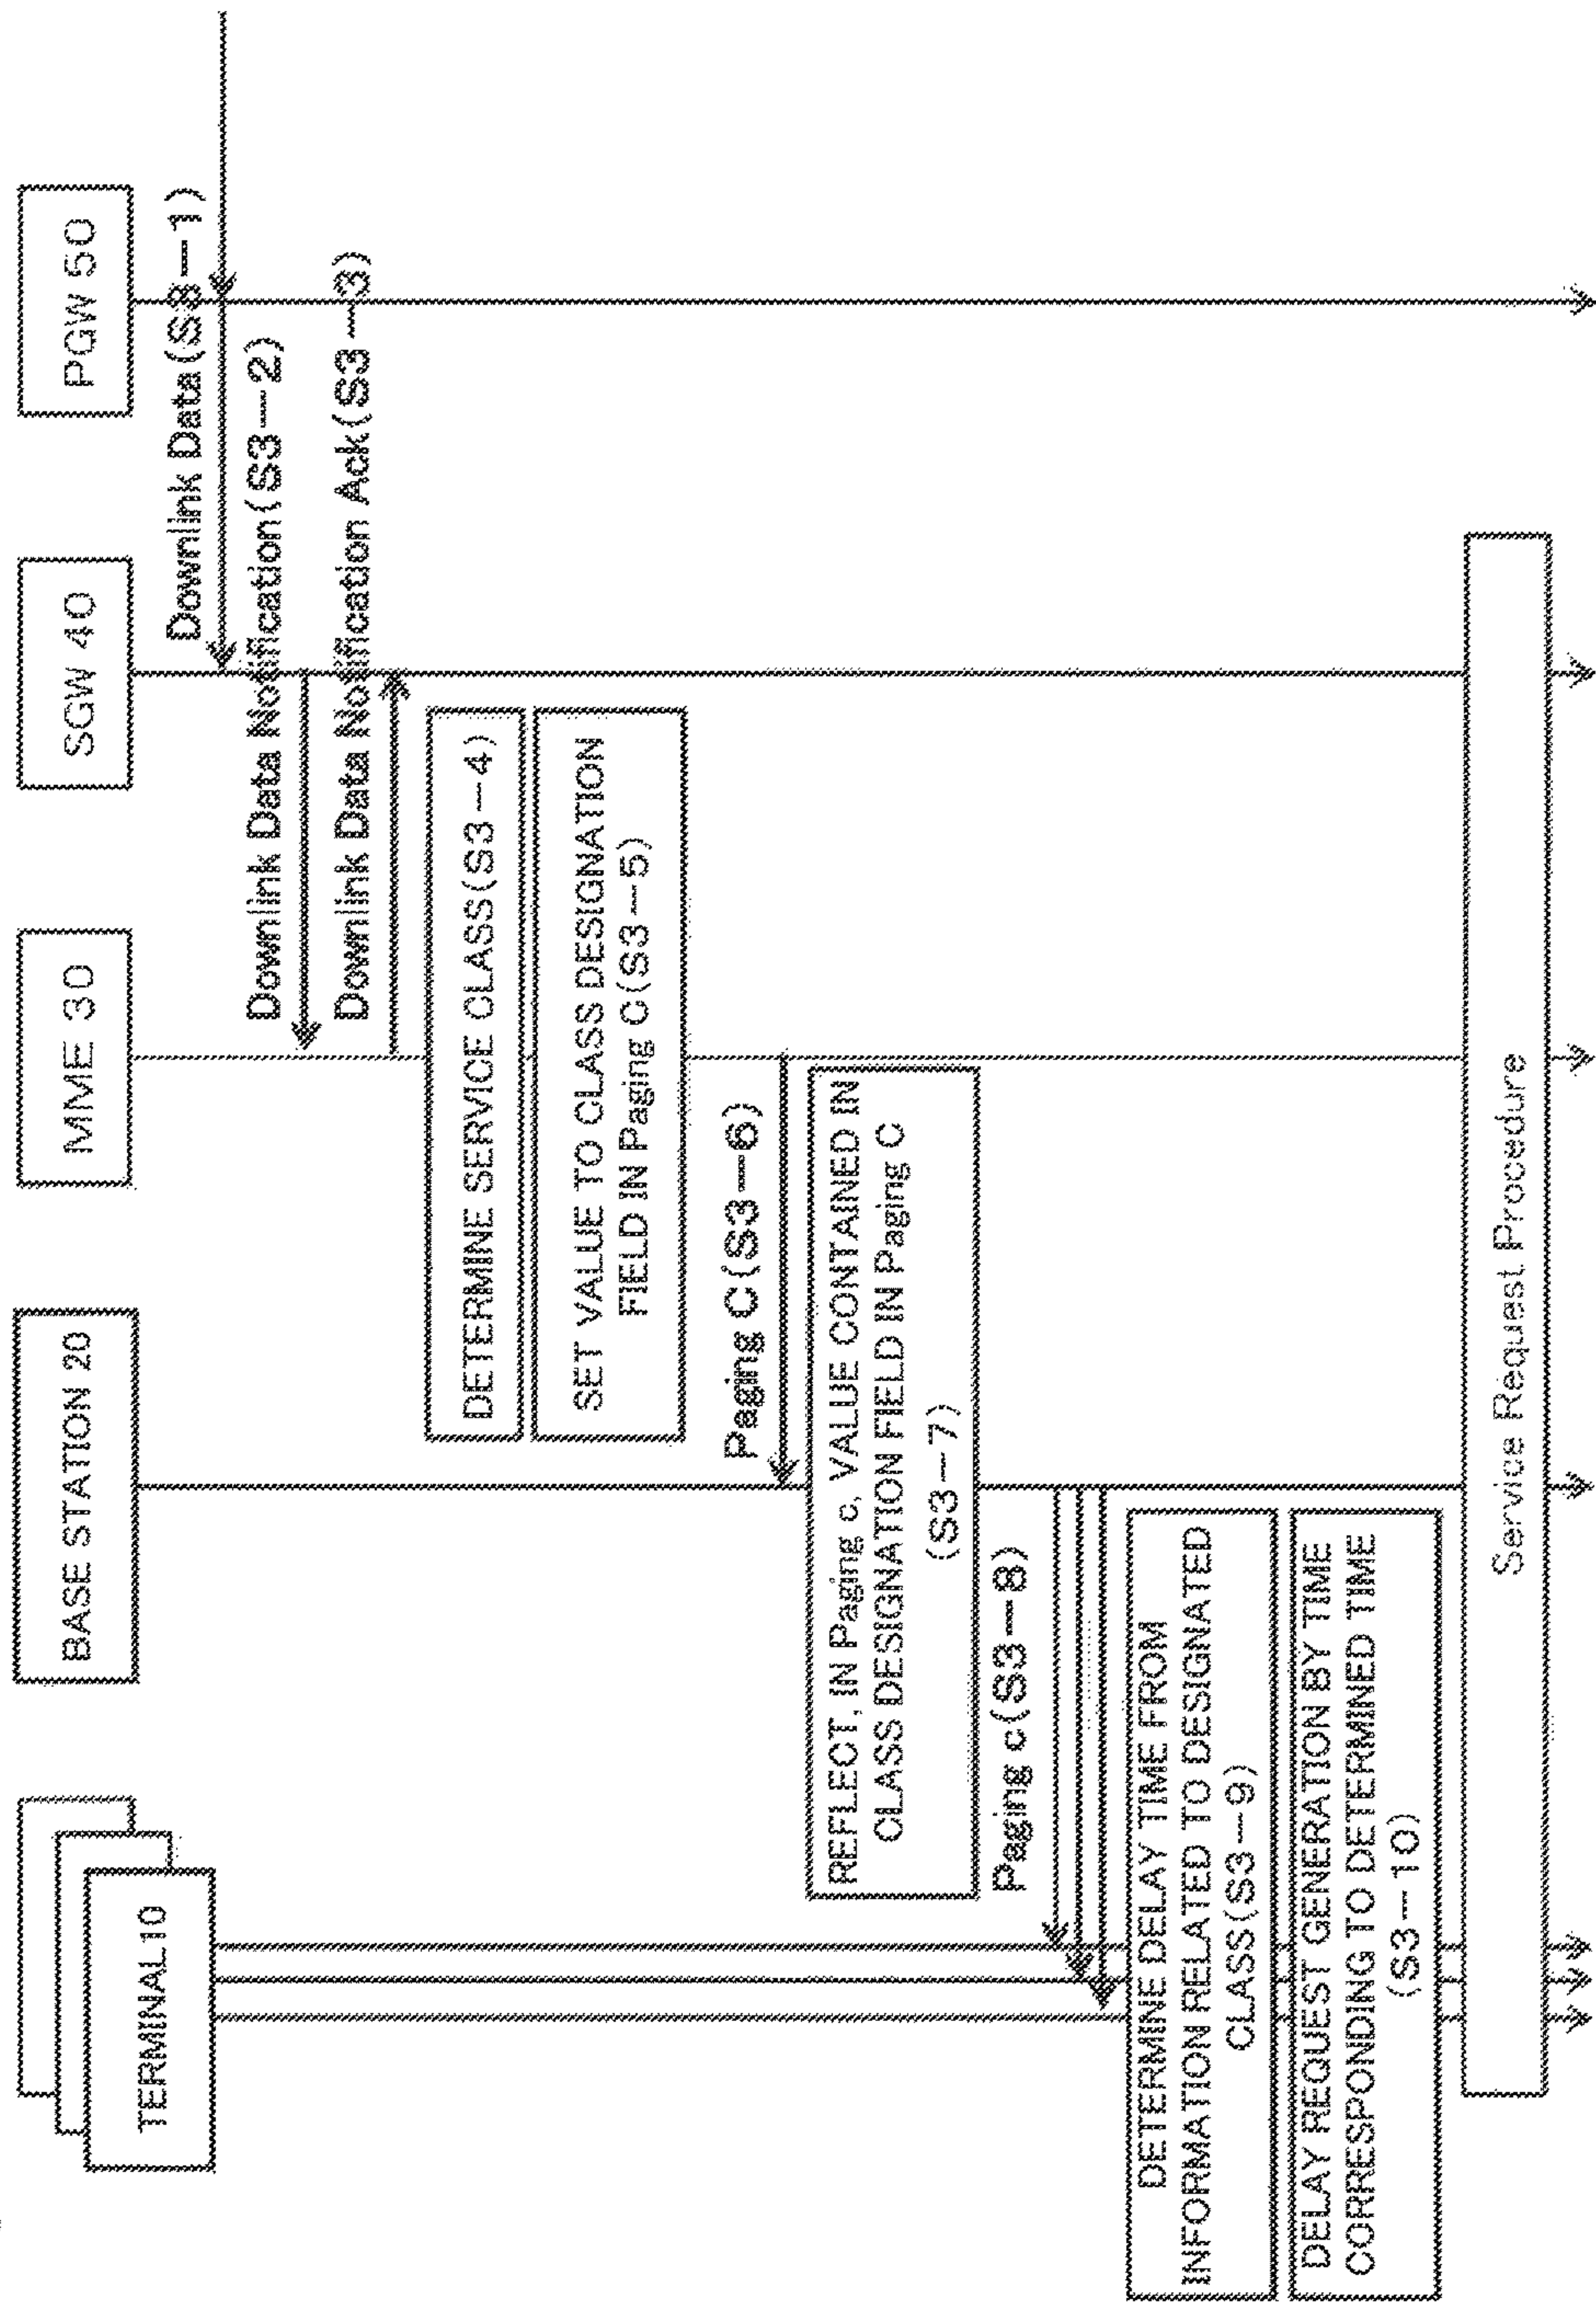 TERMINAL10
BASE STATION 20
MME 30
SGW 40
PGW 50
Downlink Data(S3—1)
Downlink Data Notification(S3—2)
Downlink Data Notification Ack(S3—3)
DETERMINE SERVICE CLASS(S3—4)
SET VALUE TO CLASS DESIGNATION
FIELD IN Paging C(S3—5)
Paging C(S3—6)
REFLECT, IN Paging c, VALUE CONTAINED IN
CLASS DESIGNATION FIELD IN Paging C
(S3—7)
Paging c(S3—8)
DETERMINE DELAY TIME FROM
INFORMATION RELATED TO DESIGNATED
CLASS(S3—9)
DELAY REQUEST GENERATION BY TIME
CORRESPONDING TO DETERMINED TIME
(S3—10)
Service Request Procedure